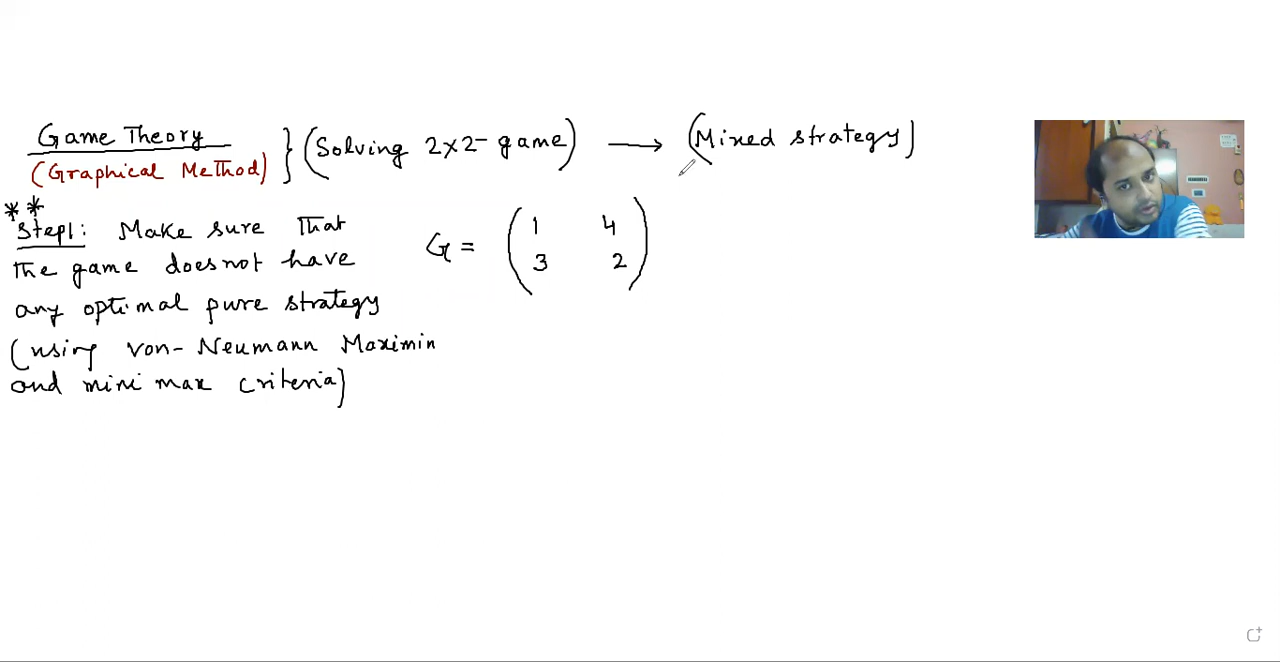 Game Theory
(Graphical Method) } (Solving 2x2- game) → (Mixed strategy)
**
Step1: Make sure that
the game does not have
any optimal pure strategy
(using von-Neumann Maximin
and mini max criteria)
G = ( 1 4
3 2 )